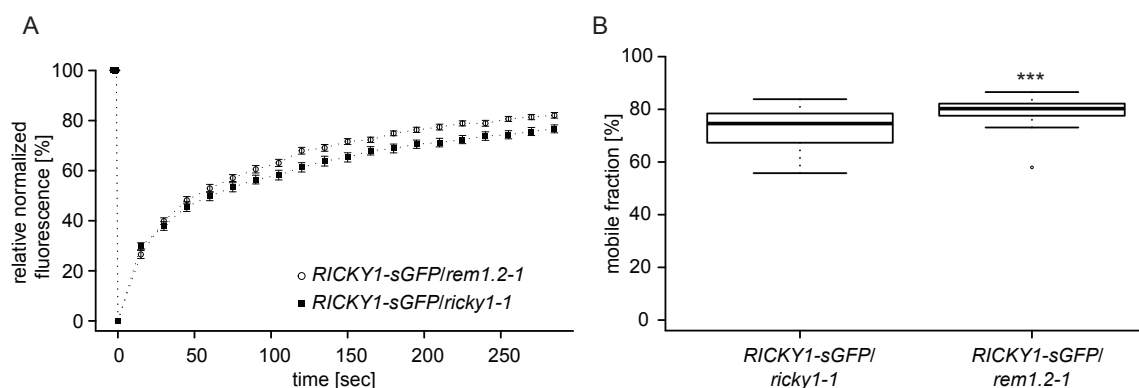 A
100
80
60
40
20
0
relative normalized
fluorescence [%]
RICKY1-sGFP/rem1.2-1
RICKY1-sGFP/ricky1-1
0 50 100 150 200 250
time [sec]
B
100
80
60
40
20
0
mobile fraction [%]
***
RICKY1-sGFP/
ricky1-1
RICKY1-sGFP/
rem1.2-1